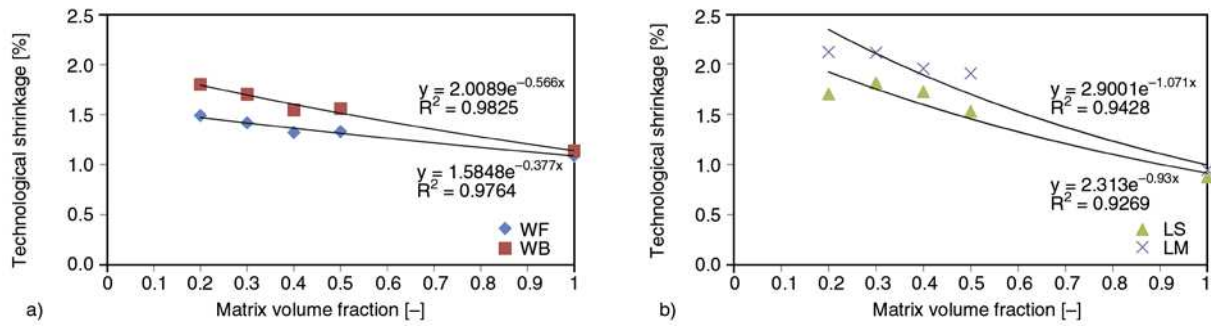 2.5
2.0
1.5
1.0
0.5
0.0
Technological shrinkage [%]
y = 2.0089e^−0.566x
R² = 0.9825
y = 1.5848e^−0.377x
R² = 0.9764
WF
WB
0 0.1 0.2 0.3 0.4 0.5 0.6 0.7 0.8 0.9 1
a) Matrix volume fraction [–]
2.5
2.0
1.5
1.0
0.5
0.0
Technological shrinkage [%]
y = 2.9001e^−1.071x
R² = 0.9428
y = 2.313e^−0.93x
R² = 0.9269
LS
LM
0 0.1 0.2 0.3 0.4 0.5 0.6 0.7 0.8 0.9 1
b) Matrix volume fraction [–]